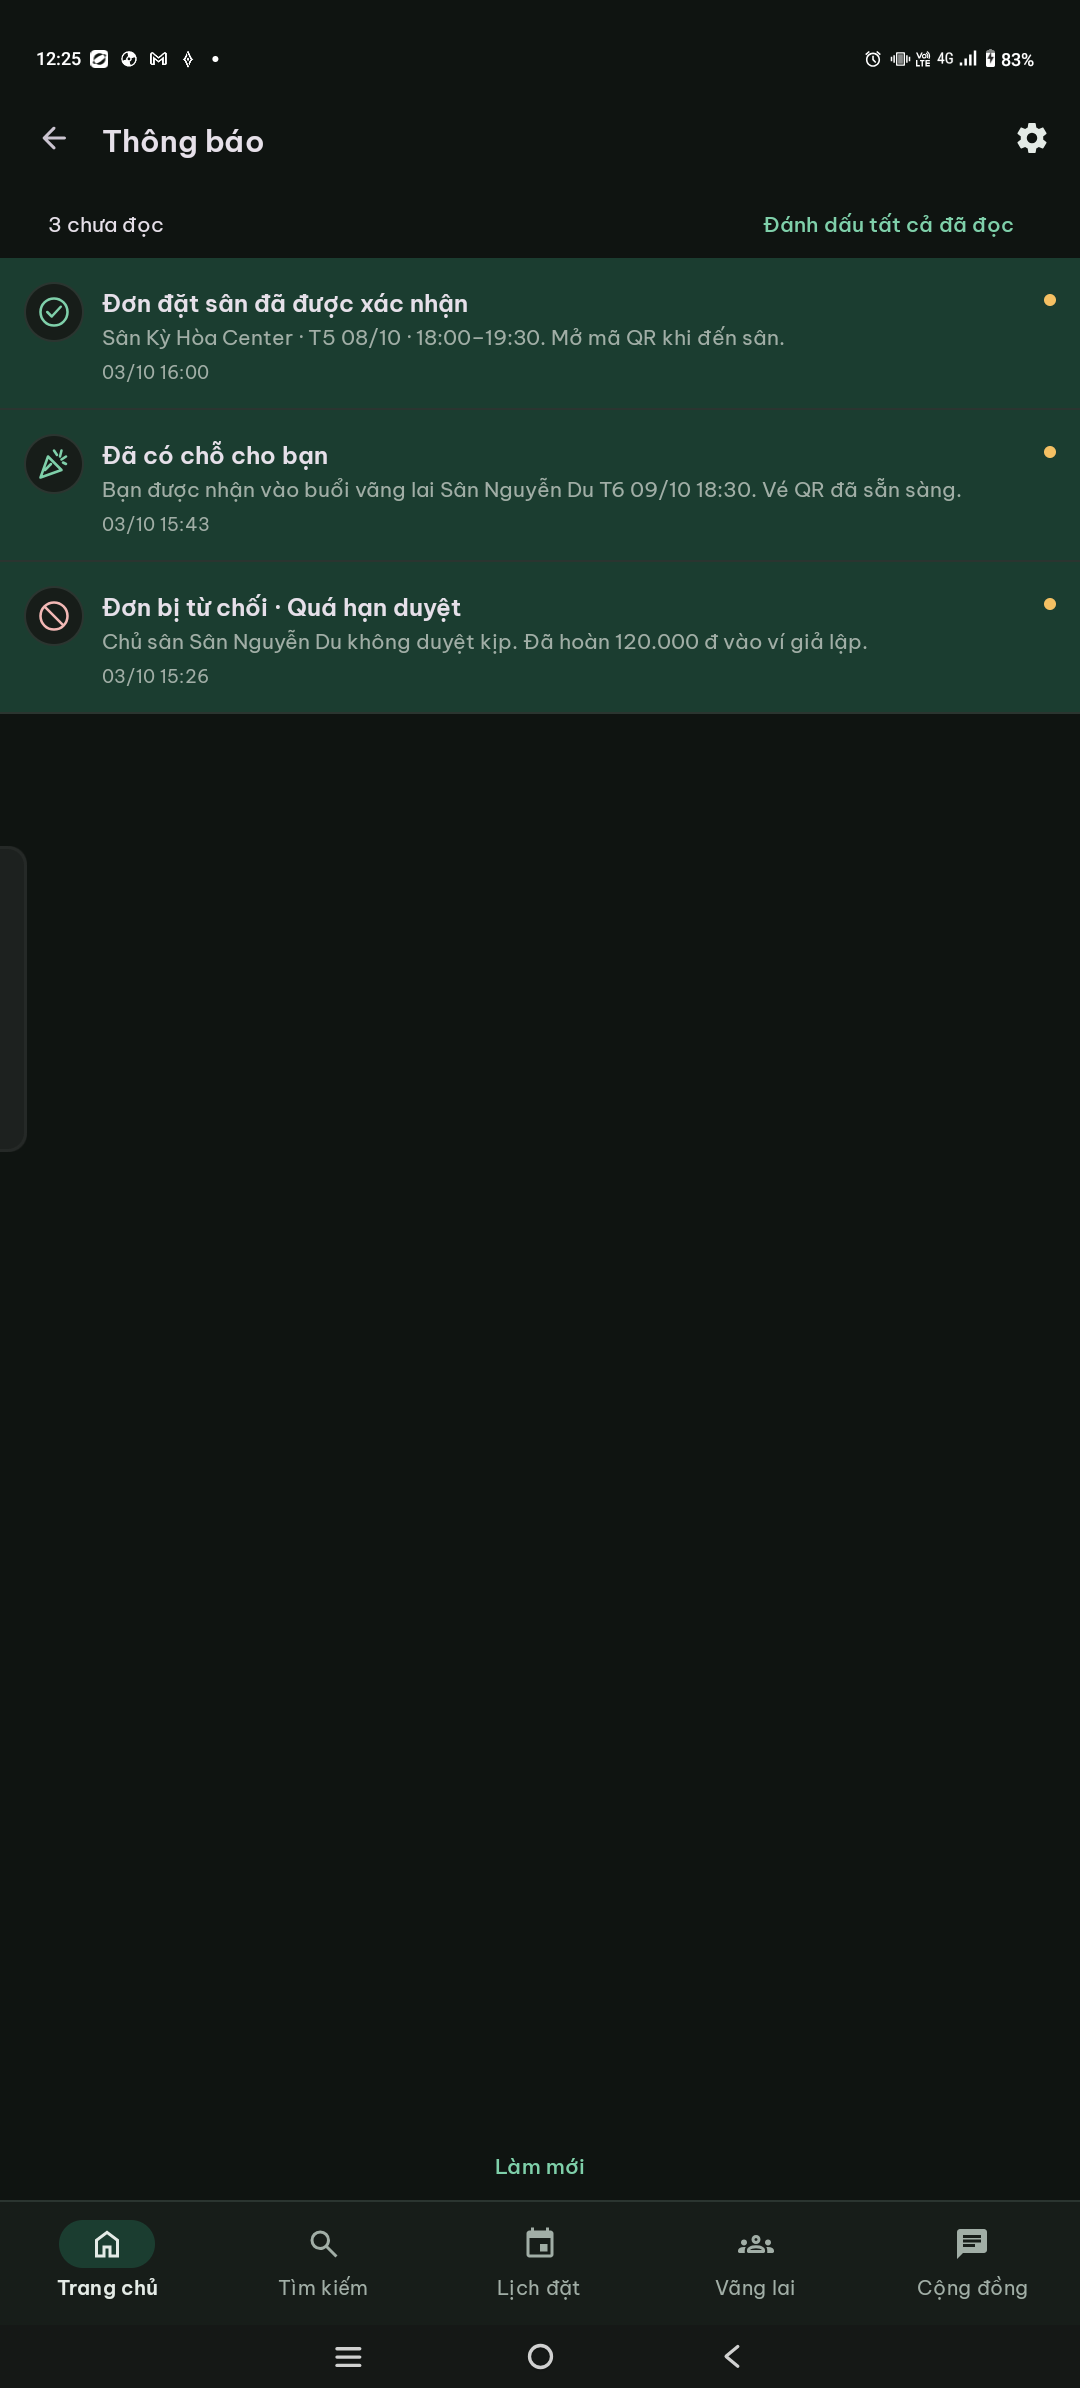 12:25
VoII LTE 4G 83%
Thông báo
3 chưa đọc
Đánh dấu tất cả đã đọc
Đơn đặt sân đã được xác nhận
Sân Kỳ Hòa Center · T5 08/10 · 18:00–19:30. Mở mã QR khi đến sân.
03/10 16:00
Đã có chỗ cho bạn
Bạn được nhận vào buổi vãng lai Sân Nguyễn Du T6 09/10 18:30. Vé QR đã sẵn sàng.
03/10 15:43
Đơn bị từ chối · Quá hạn duyệt
Chủ sân Sân Nguyễn Du không duyệt kịp. Đã hoàn 120.000 đ vào ví giả lập.
03/10 15:26
Làm mới
Trang chủ
Tìm kiếm
Lịch đặt
Vãng lai
Cộng đồng